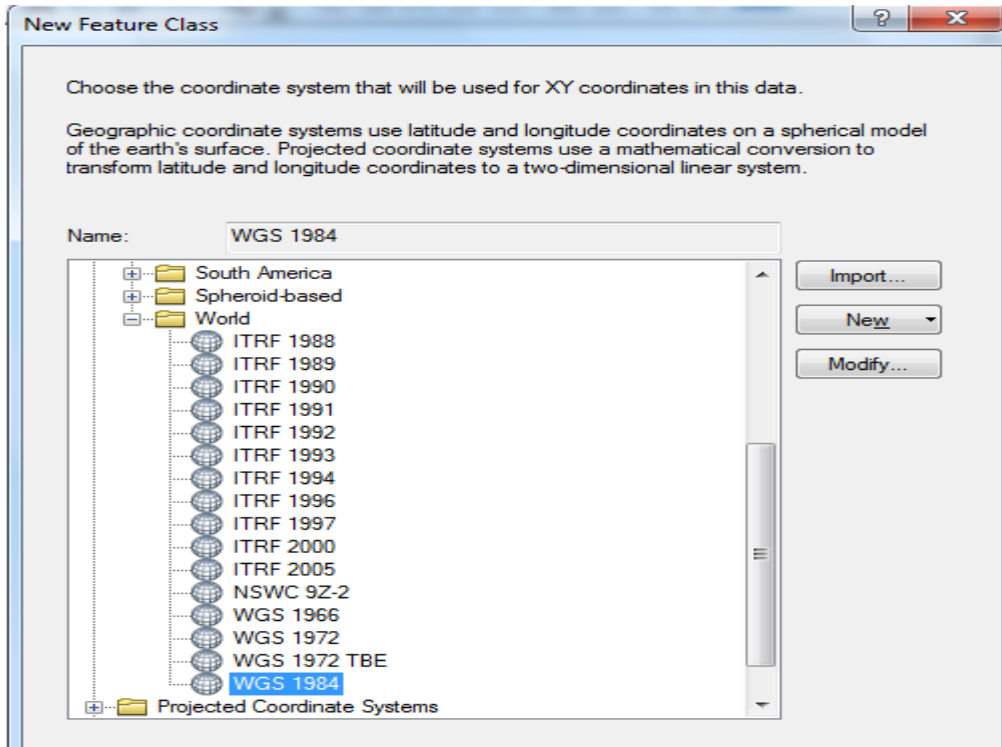 New Feature Class
?
Choose the coordinate system that will be used for XY coordinates in this data.
Geographic coordinate systems use latitude and longitude coordinates on a spherical model
of the earth's surface. Projected coordinate systems use a mathematical conversion to
transform latitude and longitude coordinates to a two-dimensional linear system.
Name: WGS 1984
South America
Spheroid-based
World
ITRF 1988
ITRF 1989
ITRF 1990
ITRF 1991
ITRF 1992
ITRF 1993
ITRF 1994
ITRF 1996
ITRF 1997
ITRF 2000
ITRF 2005
NSWC 9Z-2
WGS 1966
WGS 1972
WGS 1972 TBE
WGS 1984
Projected Coordinate Systems
Import...
New
Modify...